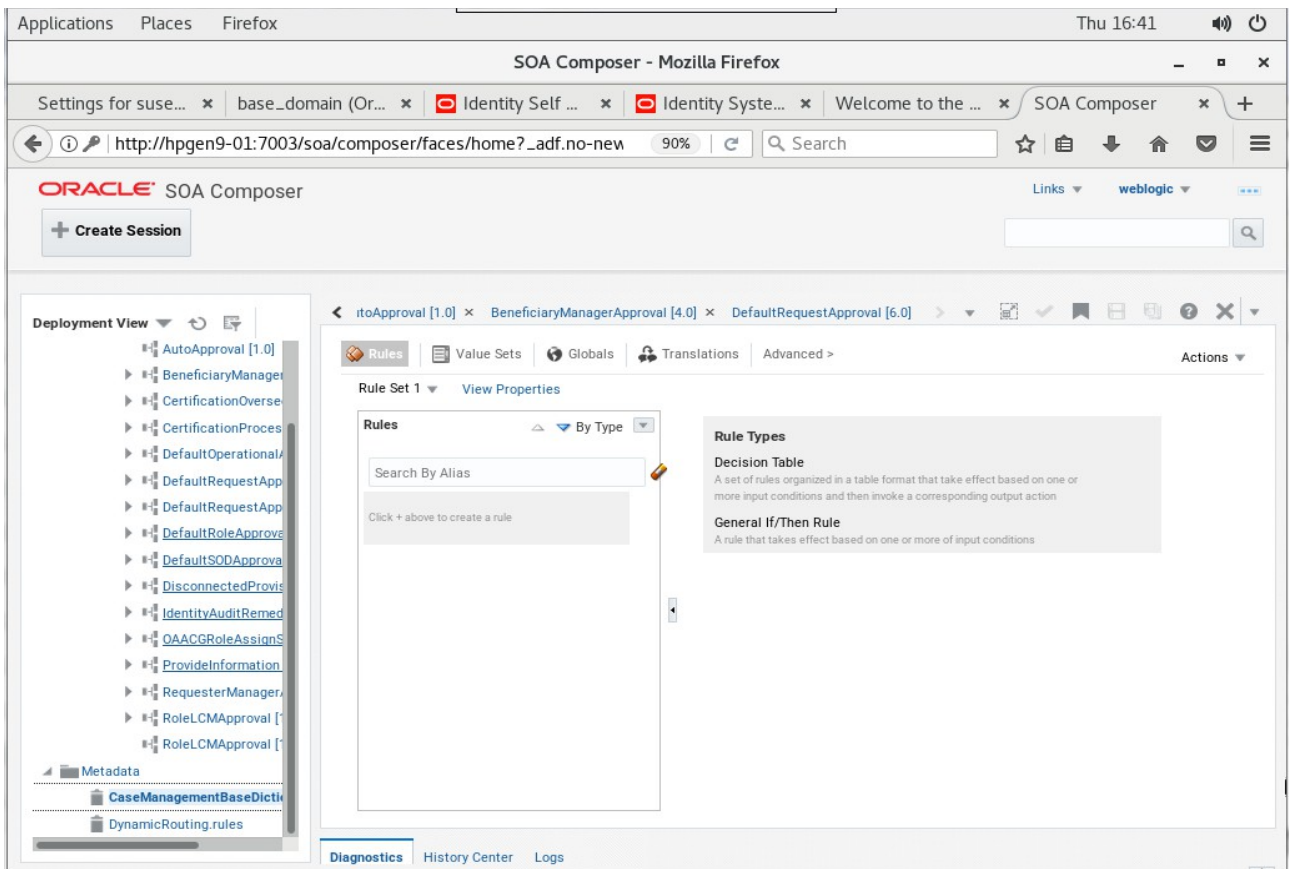 Applications Places Firefox Thu 16:41
SOA Composer - Mozilla Firefox
Settings for suse... base_domain (Or... Identity Self ... Identity Syste... Welcome to the ... SOA Composer
http://hpgen9-01:7003/soa/composer/faces/home?_adf.no-new 90% Search
ORACLE SOA Composer Links weblogic
Create Session
Deployment View
AutoApproval [1.0]
BeneficiaryManager
CertificationOverse
CertificationProces
DefaultOperational
DefaultRequestApp
DefaultRequestApp
DefaultRoleApprova
DefaultSODApprova
DisconnectedProvis
IdentityAuditRemed
OAACGRoleAssignS
ProvideInformation
RequesterManager
RoleLCMApproval [1
RoleLCMApproval [1
Metadata
CaseManagementBaseDictio
DynamicRouting.rules
itoApproval [1.0] BeneficiaryManagerApproval [4.0] DefaultRequestApproval [6.0]
Rules Value Sets Globals Translations Advanced > Actions
Rule Set 1 View Properties
Rules By Type
Search By Alias
Click + above to create a rule
Rule Types
Decision Table
A set of rules organized in a table format that take effect based on one or
more input conditions and then invoke a corresponding output action
General If/Then Rule
A rule that takes effect based on one or more of input conditions
Diagnostics History Center Logs